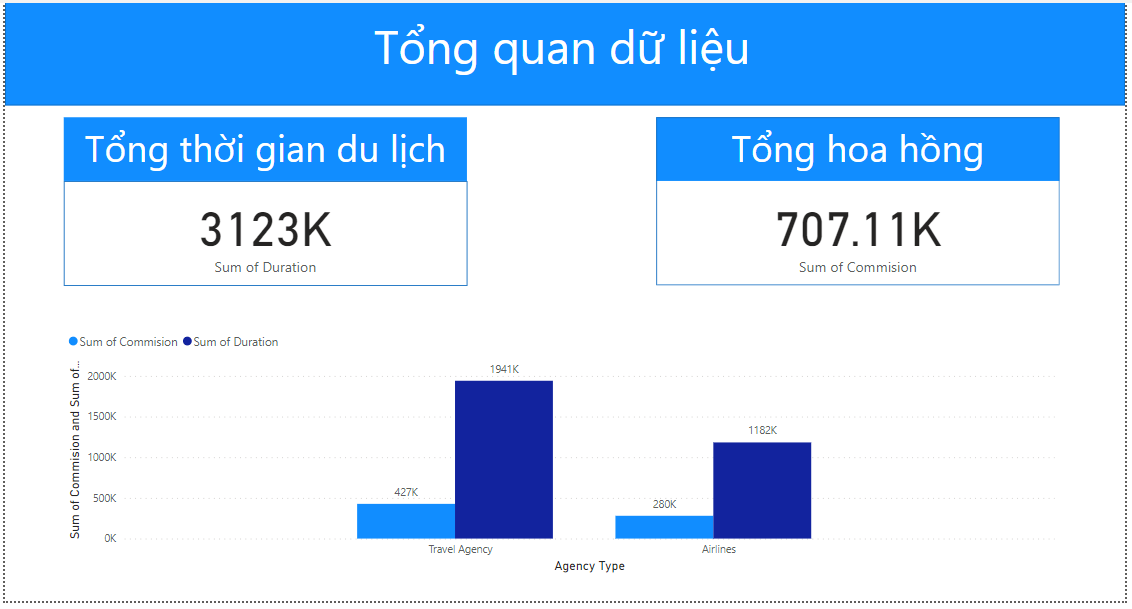 Tổng quan dữ liệu
Tổng thời gian du lịch
3123K
Sum of Duration
Tổng hoa hồng
707.11K
Sum of Commision
Sum of Commision Sum of Duration
Sum of Commision and Sum of...
2000K
1500K
1000K
500K
0K
427K
1941K
280K
1182K
Travel Agency
Airlines
Agency Type